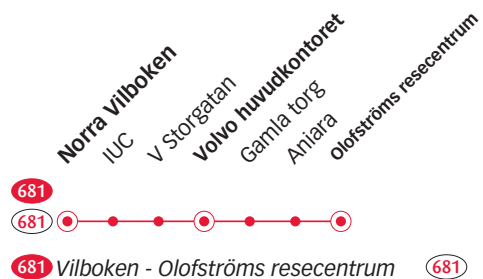 Norra Vilboken
IUC
V Storgatan
Volvo huvudkontoret
Gamla torg
Aniara
Olofströms resecentrum
681
681
681 Vilboken - Olofströms resecentrum 681